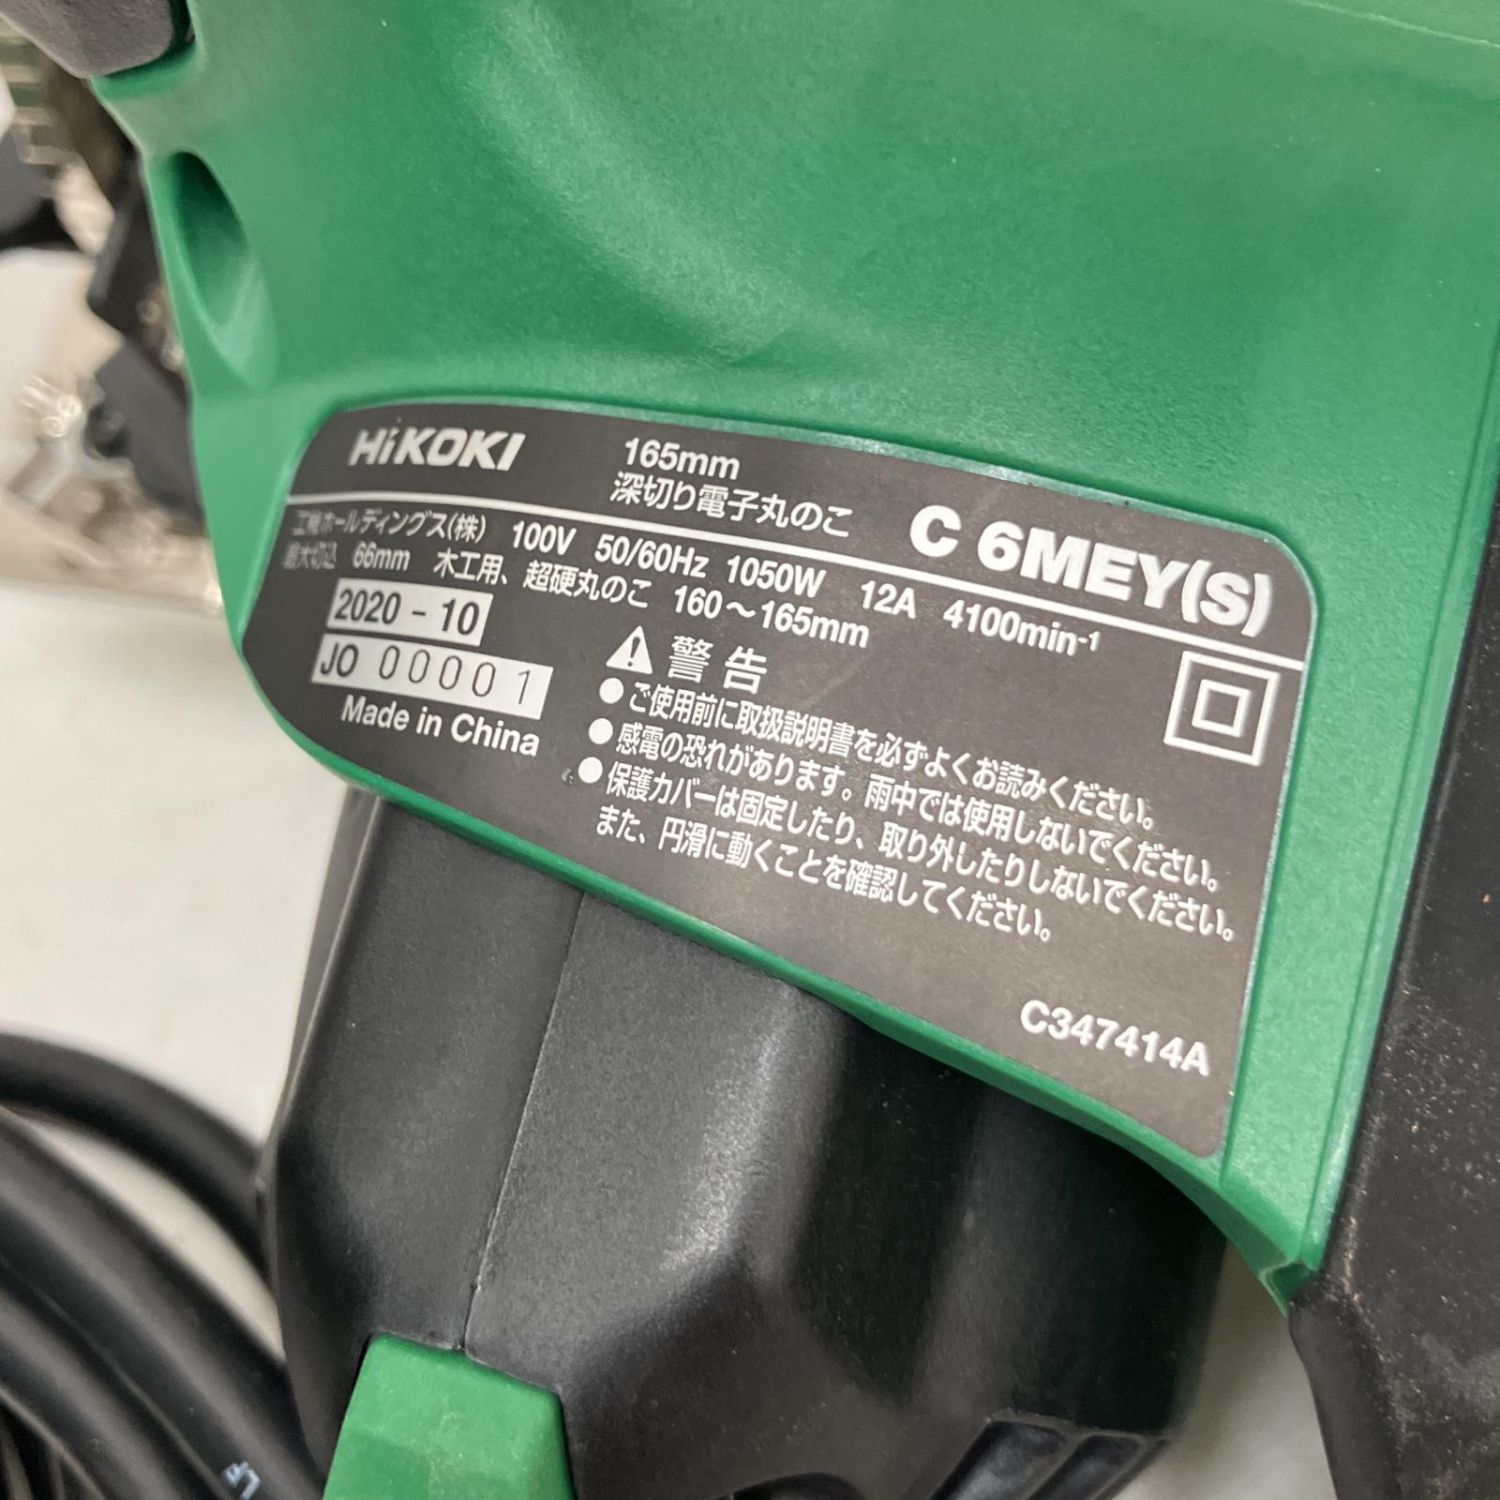 HiKOKI
165mm
深切り電子丸のこ
C 6MEY(S)
工機ホールディングス(株) 100V 50/60Hz 1050W 12A 4100min-1
最大切込 66mm 木工用、超硬丸のこ 160～165mm
2020-10
JO 00001
Made in China
警告
●ご使用前に取扱説明書を必ずよくお読みください。
●感電の恐れがあります。雨中では使用しないでください。
●保護カバーは固定したり、取り外したりしないでください。
また、円滑に動くことを確認してください。
C347414A